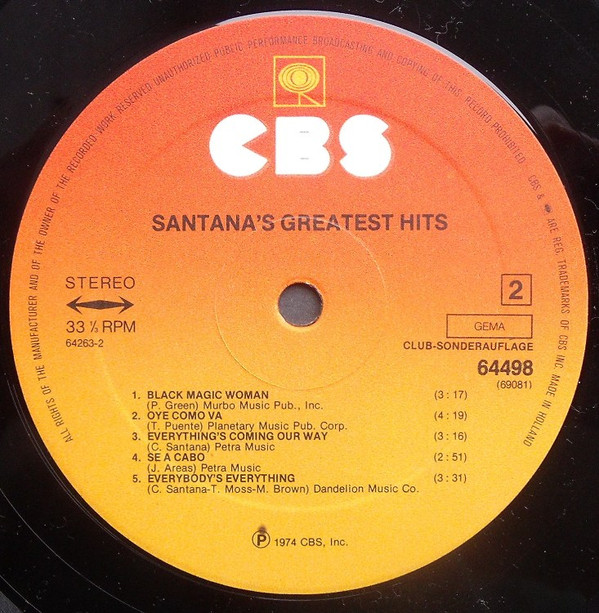 ALL RIGHTS OF THE MANUFACTURER AND OF THE OWNER OF THE RECORDED WORK RESERVED UNAUTHORIZED PUBLIC PERFORMANCE BROADCASTING AND COPYING OF THIS RECORD PROHIBITED CBS & ARE REG. TRADEMARKS OF CBS INC. MADE IN HOLLAND
CBS
SANTANA'S GREATEST HITS
STEREO
33 ⅓ RPM
64263-2
2
GEMA
CLUB-SONDERAUFLAGE
64498
(69081)
1. BLACK MAGIC WOMAN (3 : 17)
(P. Green) Murbo Music Pub., Inc.
2. OYE COMO VA (4 : 19)
(T. Puente) Planetary Music Pub. Corp.
3. EVERYTHING'S COMING OUR WAY (3 : 16)
(C. Santana) Petra Music
4. SE A CABO (2 : 51)
(J. Areas) Petra Music
5. EVERYBODY'S EVERYTHING (3 : 31)
(C. Santana-T. Moss-M. Brown) Dandelion Music Co.
℗ 1974 CBS, Inc.